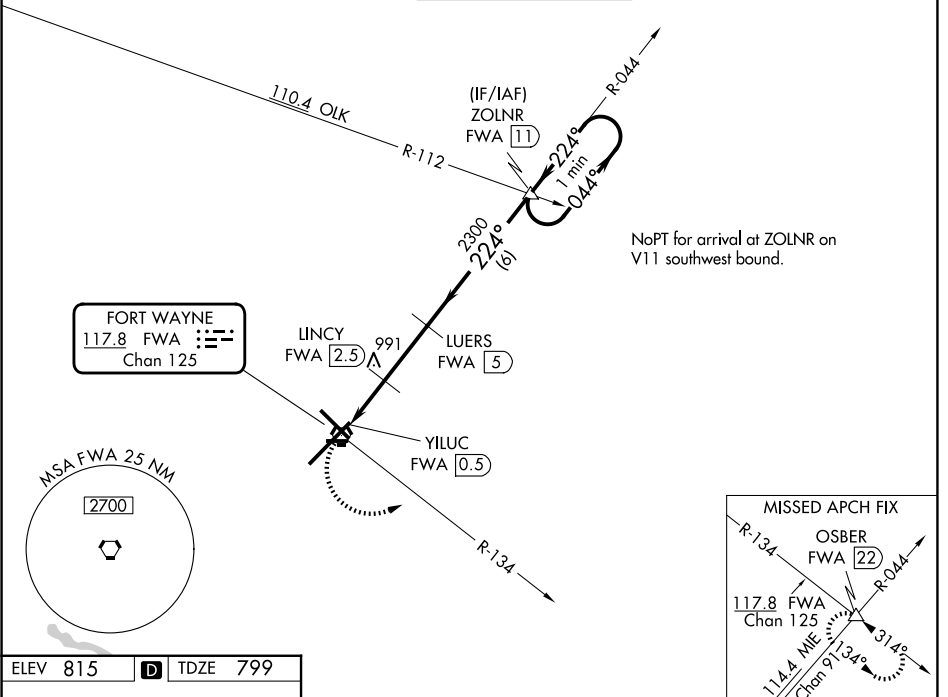 R-044
(IF/IAF)
ZOLNR
FWA 11
110.4 OLK
R-112
224°
1 min
044°
NoPT for arrival at ZOLNR on
V11 southwest bound.
2300
224°
(6)
FORT WAYNE
117.8 FWA
Chan 125
LINCY
FWA 2.5
991
LUERS
FWA 5
YILUC
FWA 0.5
MSA FWA 25 NM
2700
R-134
MISSED APCH FIX
R-134
OSBER
FWA 22
R-044
117.8 FWA
Chan 125
314°
134°
114.4 MIE
Chan 91
ELEV 815 D TDZE 799